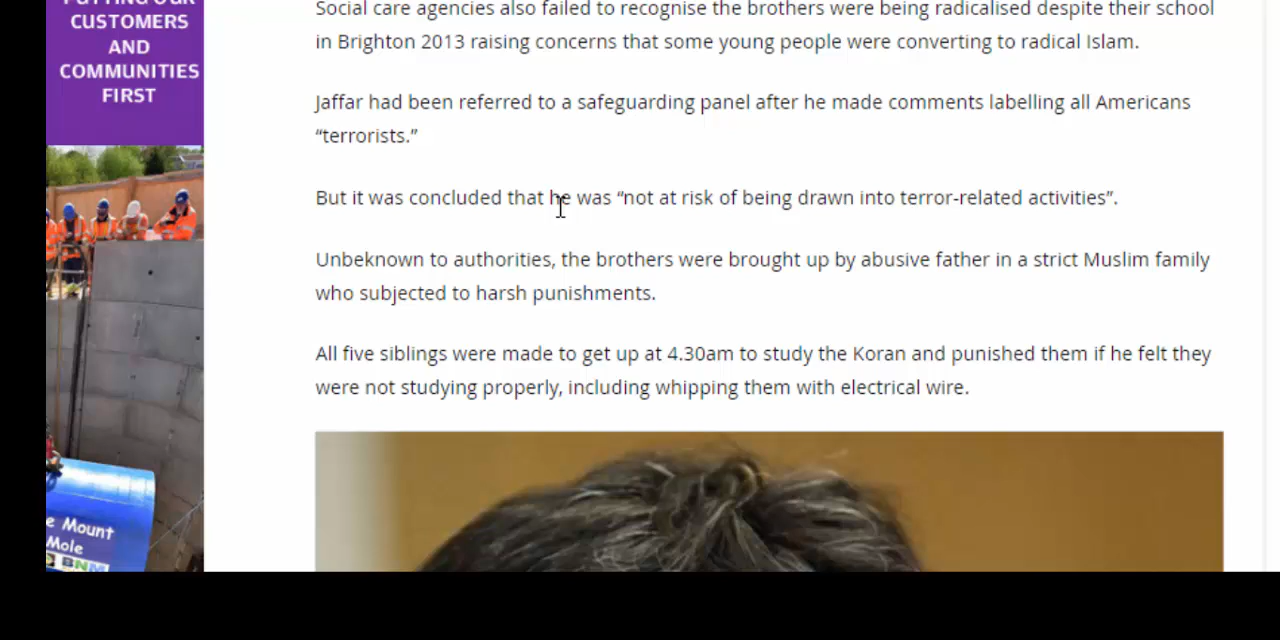 PUTTING OUR
CUSTOMERS
AND
COMMUNITIES
FIRST
Social care agencies also failed to recognise the brothers were being radicalised despite their school
in Brighton 2013 raising concerns that some young people were converting to radical Islam.
Jaffar had been referred to a safeguarding panel after he made comments labelling all Americans
“terrorists.”
But it was concluded that he was “not at risk of being drawn into terror-related activities”.
Unbeknown to authorities, the brothers were brought up by abusive father in a strict Muslim family
who subjected to harsh punishments.
All five siblings were made to get up at 4.30am to study the Koran and punished them if he felt they
were not studying properly, including whipping them with electrical wire.
e Mount
Mole
BNM